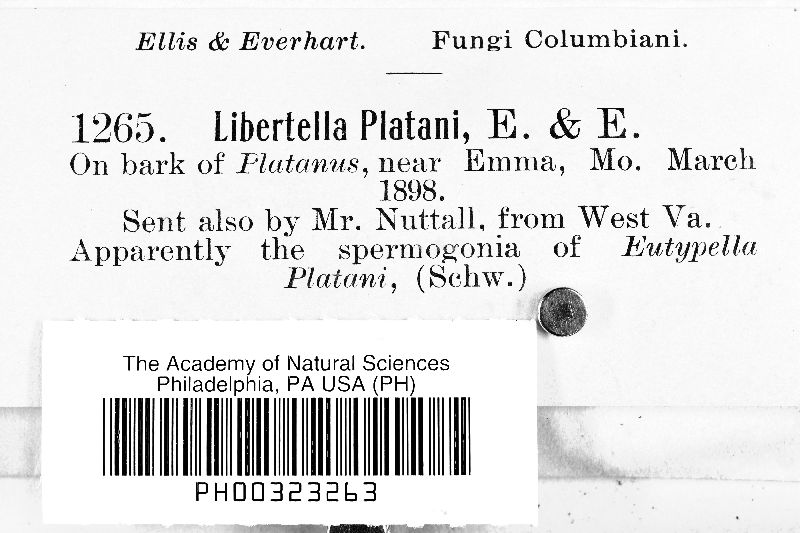 Ellis & Everhart. Fungi Columbiani.
1265. Libertella Platani, E. & E.
On bark of Platanus, near Emma, Mo. March
1898.
Sent also by Mr. Nuttall, from West Va.
Apparently the spermogonia of Eutypella
Platani, (Schw.)
The Academy of Natural Sciences
Philadelphia, PA USA (PH)
PH00323263